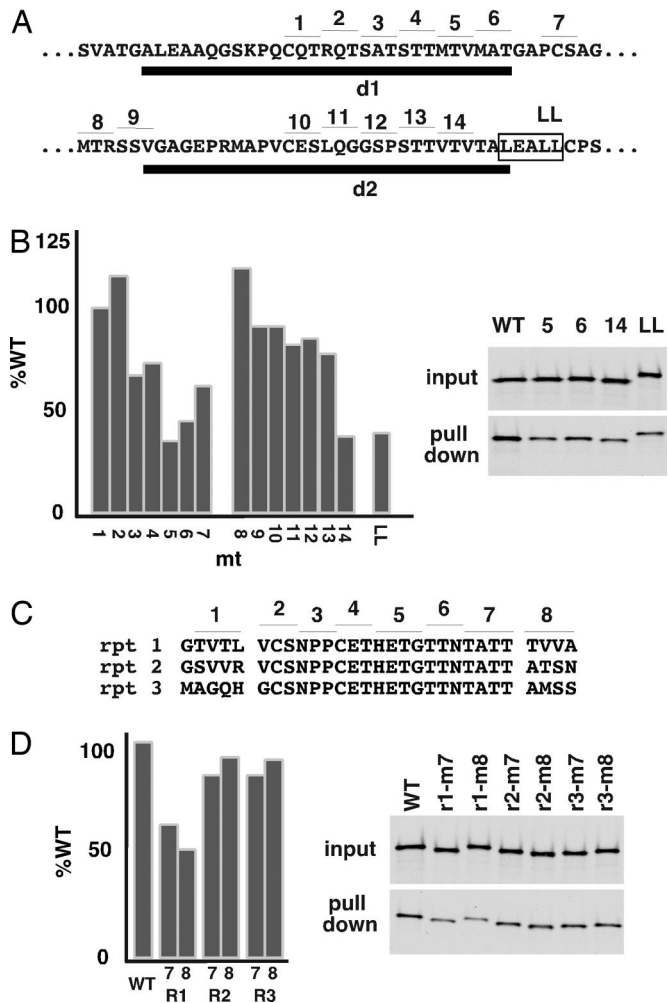 A
1 2 3 4 5 6 7
...SVATGALEAAQGSKPQCQTRQTSATSTTMTVMATGAPCSAG...
d1
8 9 10 11 12 13 14 LL
...MTRSSVGAGEPRMAPVCESLQGGSPSTTVTVTALEALLCPS...
d2
B
125
100
50
0
%WT
1 2 3 4 5 6 7 8 9 10 11 12 13 14 LL
mt
WT 5 6 14 LL
input
pull down
C
1 2 3 4 5 6 7 8
rpt 1 GTVTL VCSNPPCETHETGTTNTATT TVVA
rpt 2 GSVVR VCSNPPCETHETGTTNTATT ATSN
rpt 3 MAGQH GCSNPPCETHETGTTNTATT AMSS
D
100
50
0
%WT
WT 7 8 7 8 7 8
R1 R2 R3
WT r1-m7 r1-m8 r2-m7 r2-m8 r3-m7 r3-m8
input
pull down